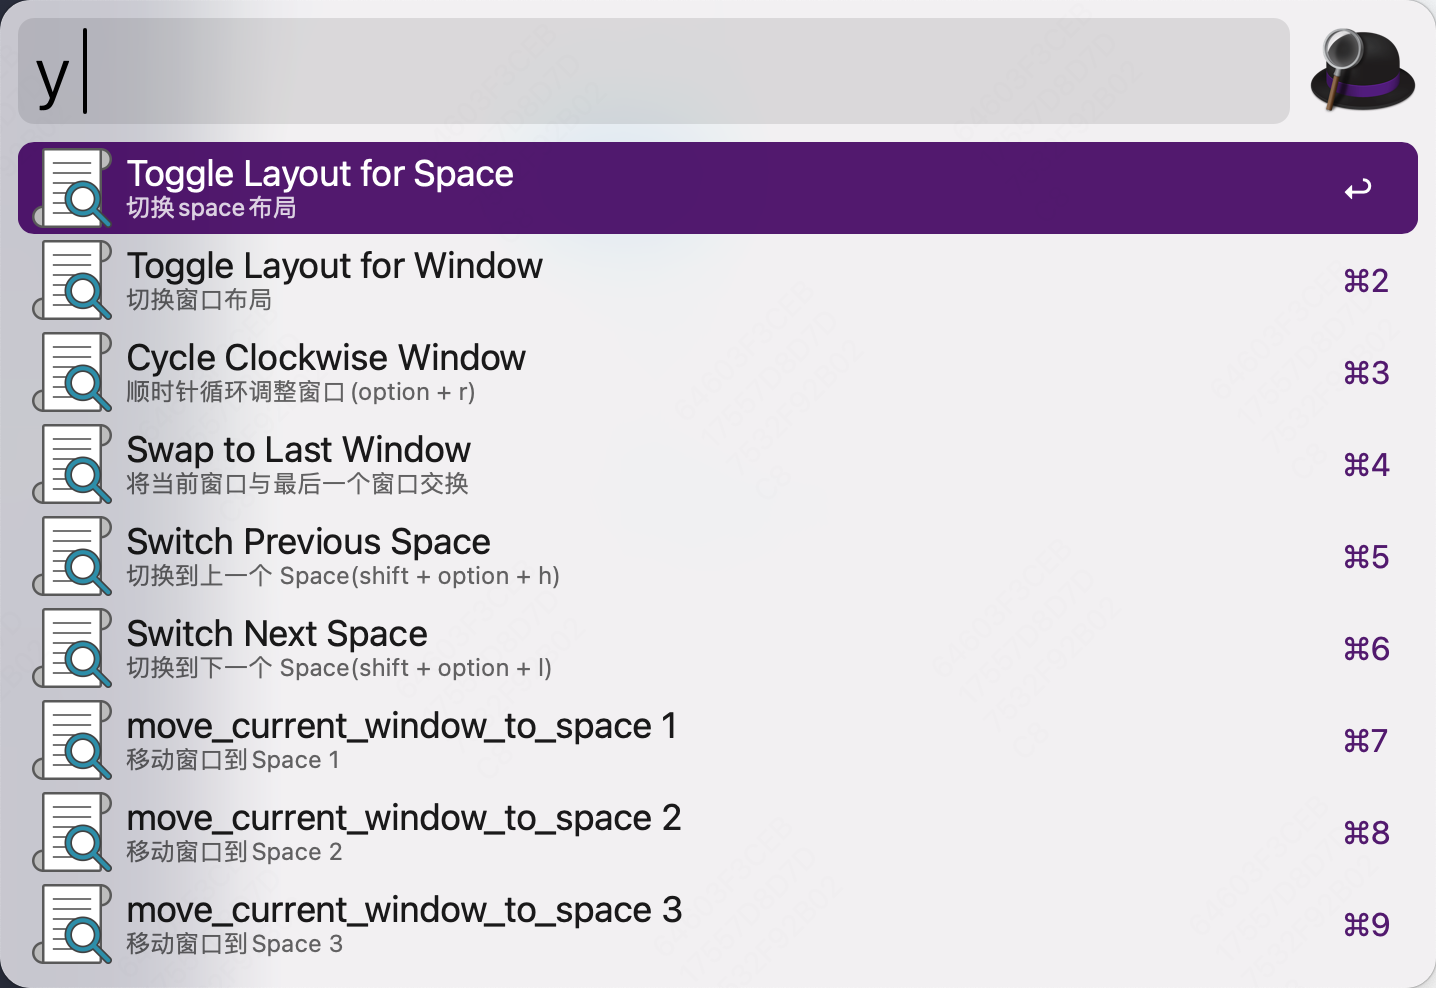 y
Toggle Layout for Space
切换space布局
Toggle Layout for Window
切换窗口布局
⌘2
Cycle Clockwise Window
顺时针循环调整窗口(option + r)
⌘3
Swap to Last Window
将当前窗口与最后一个窗口交换
⌘4
Switch Previous Space
切换到上一个 Space(shift + option + h)
⌘5
Switch Next Space
切换到下一个 Space(shift + option + l)
⌘6
move_current_window_to_space 1
移动窗口到Space 1
⌘7
move_current_window_to_space 2
移动窗口到Space 2
⌘8
move_current_window_to_space 3
移动窗口到Space 3
⌘9